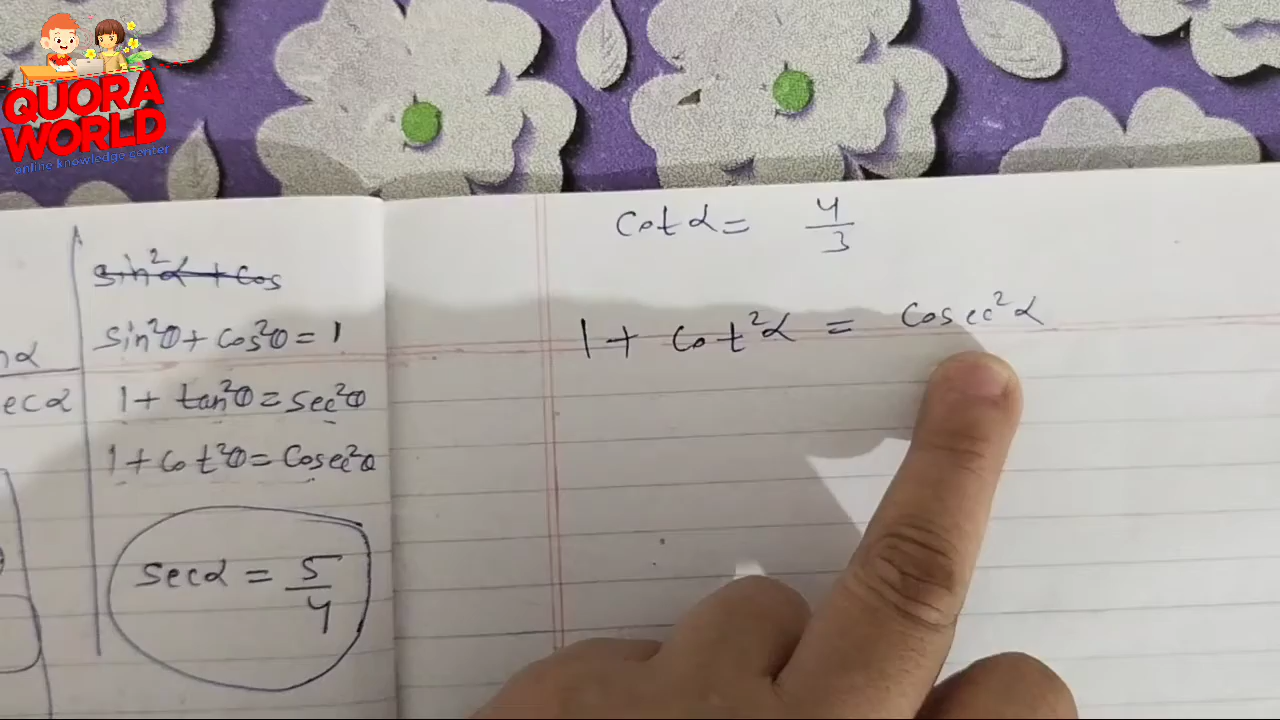 QUORA
WORLD
online knowledge center
sin²α + cos
sin²θ + cos²θ = 1
1 + tan²θ = sec²θ
1 + cot²θ = cosec²θ
secα = 5/4
cotα = 4/3
1 + cot²α = cosec²α